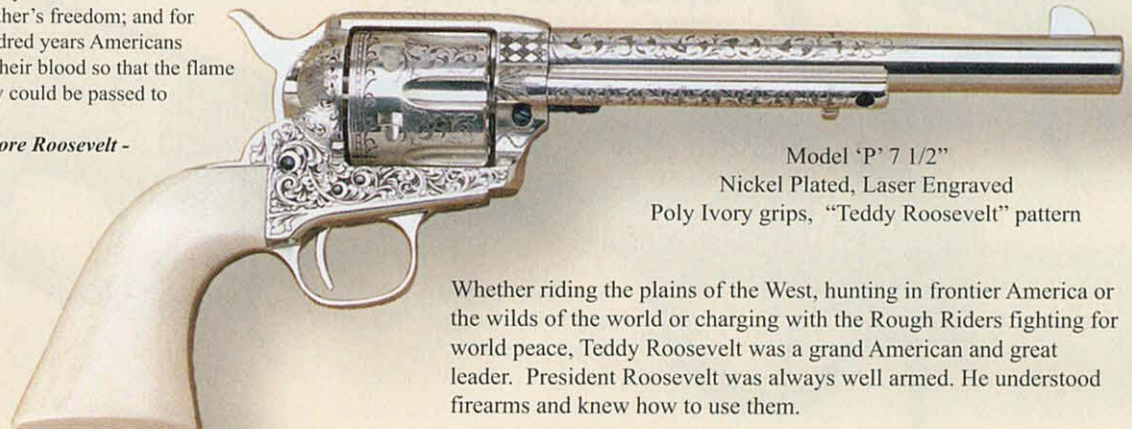 ther's freedom; and for
dred years Americans
heir blood so that the flame
y could be passed to
ore Roosevelt -
Model ‘P’ 7 1/2”
Nickel Plated, Laser Engraved
Poly Ivory grips, “Teddy Roosevelt” pattern
Whether riding the plains of the West, hunting in frontier America or
the wilds of the world or charging with the Rough Riders fighting for
world peace, Teddy Roosevelt was a grand American and great
leader. President Roosevelt was always well armed. He understood
firearms and knew how to use them.